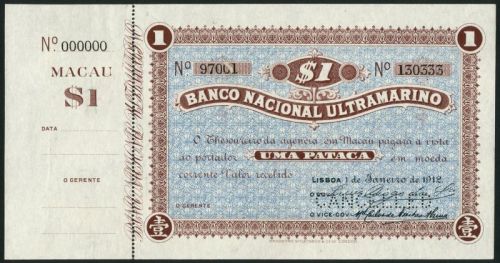 Nº 000000
MACAU
$1
DATA
O GERENTE
1
1
Nº 97061
$1
Nº 130333
BANCO NACIONAL ULTRAMARINO
O Thesoureiro da agencia em Macau pagará á vista
ao portador UMA PATACA em moeda
corrente Valor recebido.
LISBOA 1 de Janeiro de 1912.
O GOV.
CANCELLED
O VICE-GOV.
壹
壹